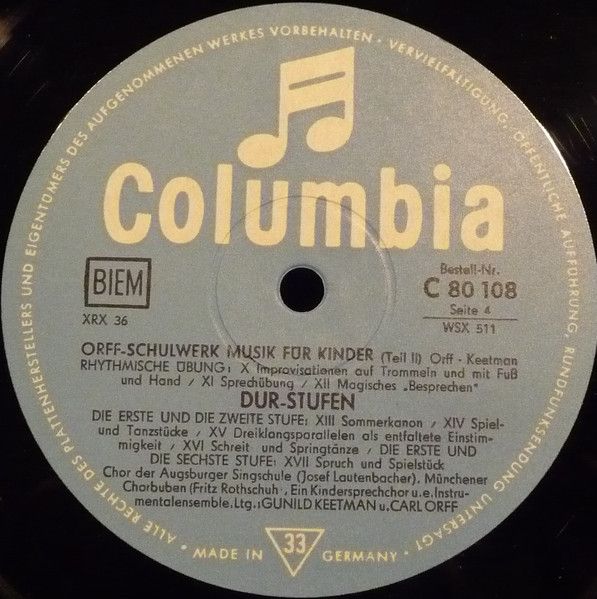 ALLE RECHTE DES PLATTENHERSTELLERS UND EIGENTÜMERS DES AUFGENOMMENEN WERKES VORBEHALTEN · VERVIELFÄLTIGUNG, ÖFFENTLICHE AUFFÜHRUNG, RUNDFUNKSENDUNG UNTERSAGT ·
Columbia
BIEM
XRX 36
Bestell-Nr.
C 80 108
Seite 4
WSX 511
ORFF-SCHULWERK MUSIK FÜR KINDER (Teil II) Orff - Keetman
RHYTHMISCHE ÜBUNG: X Improvisationen auf Trommeln und mit Fuß
und Hand / XI Sprechübung / XII Magisches „Besprechen"
DUR-STUFEN
DIE ERSTE UND DIE ZWEITE STUFE: XIII Sommerkanon / XIV Spiel-
und Tanzstücke / XV Dreiklangsparallelen als entfaltete Einstim-
migkeit / XVI Schreit und Springtänze / DIE ERSTE UND
DIE SECHSTE STUFE: XVII Spruch und Spielstück
Chor der Augsburger Singschule (Josef Lautenbacher), Münchener
Chorbuben (Fritz Rothschuh, Ein Kindersprechchor u. e. Instru-
mentalensemble. Ltg.: GUNILD KEETMAN u. CARL ORFF
MADE IN 33 GERMANY